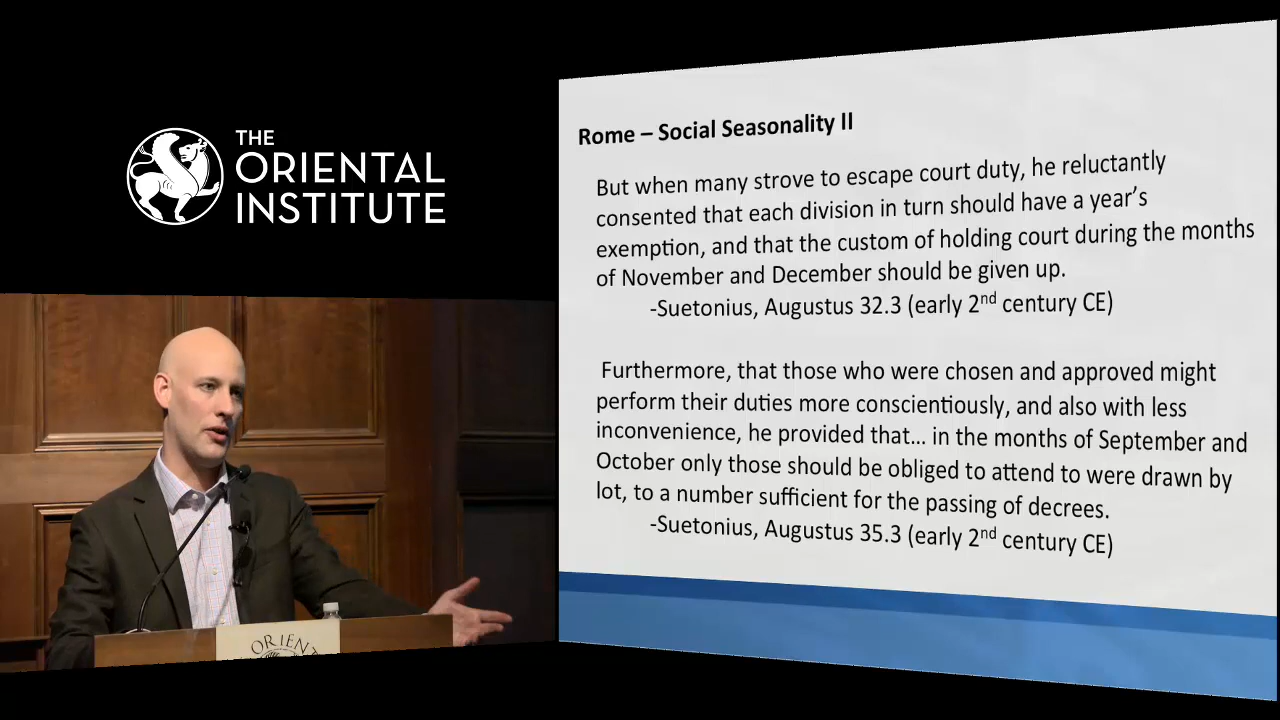 THE
ORIENTAL
INSTITUTE
Rome – Social Seasonality II
But when many strove to escape court duty, he reluctantly
consented that each division in turn should have a year's
exemption, and that the custom of holding court during the months
of November and December should be given up.
-Suetonius, Augustus 32.3 (early 2nd century CE)
Furthermore, that those who were chosen and approved might
perform their duties more conscientiously, and also with less
inconvenience, he provided that... in the months of September and
October only those should be obliged to attend to were drawn by
lot, to a number sufficient for the passing of decrees.
-Suetonius, Augustus 35.3 (early 2nd century CE)
ORIENT